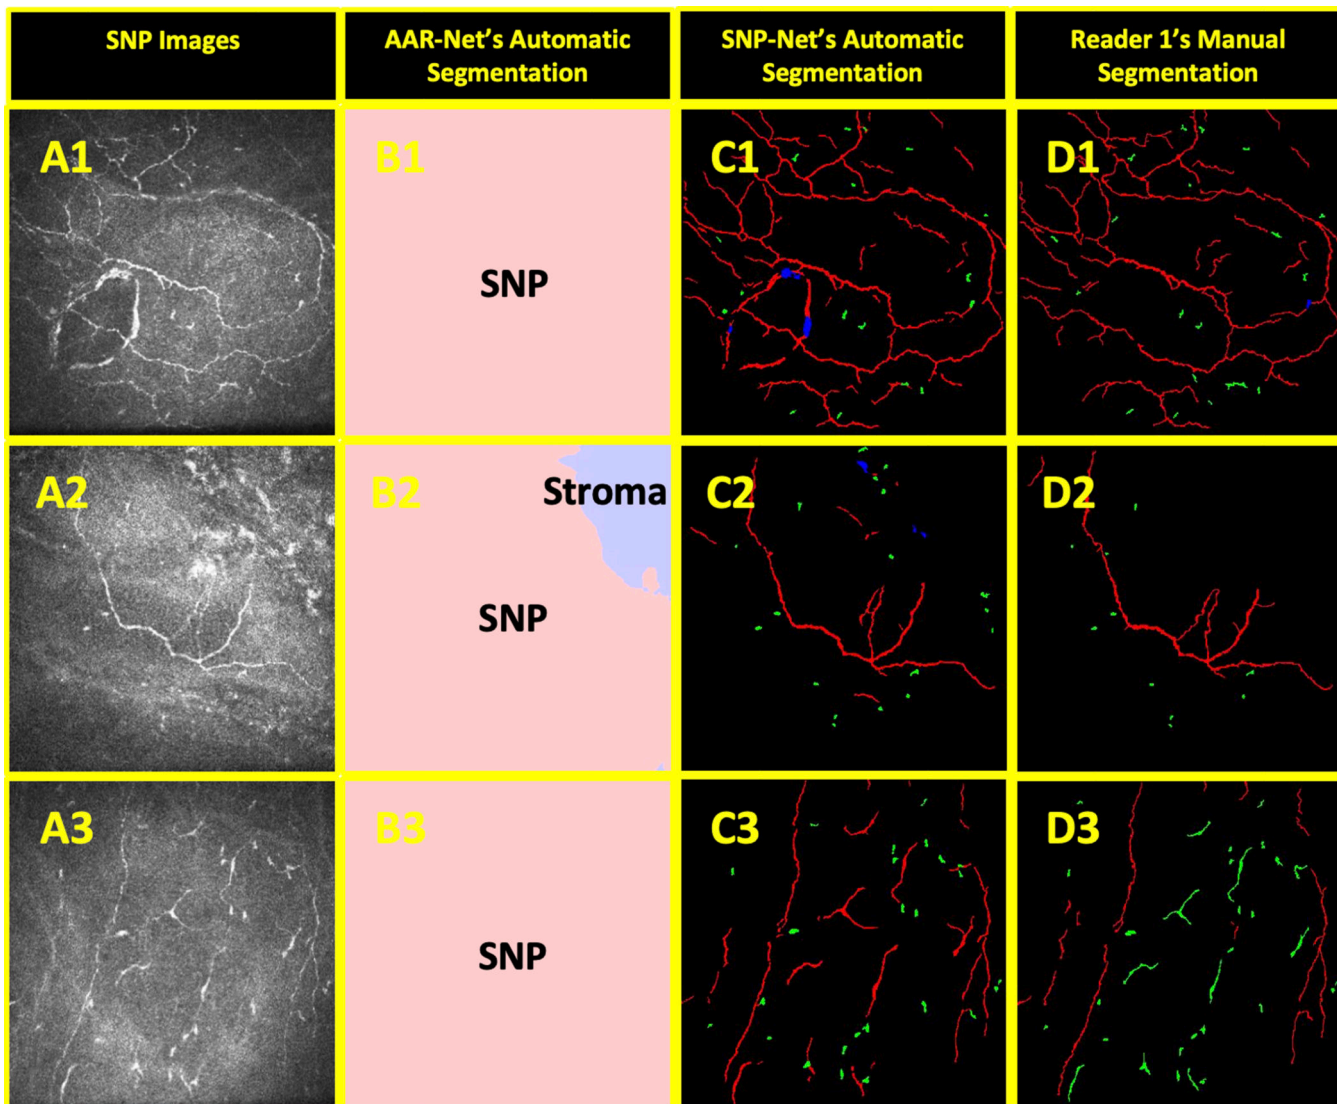 SNP Images
AAR-Net's Automatic
Segmentation
SNP-Net's Automatic
Segmentation
Reader 1's Manual
Segmentation
A1
B1
SNP
C1
D1
A2
B2
Stroma
SNP
C2
D2
A3
B3
SNP
C3
D3